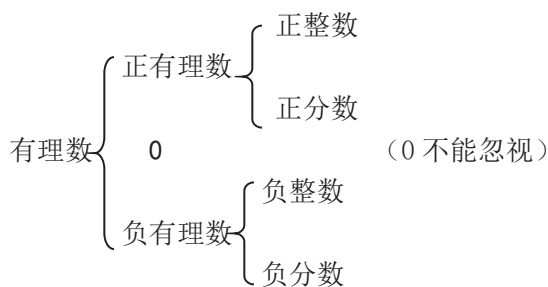 正整数
正有理数
正分数
有理数 0 （0 不能忽视）
负整数
负有理数
负分数